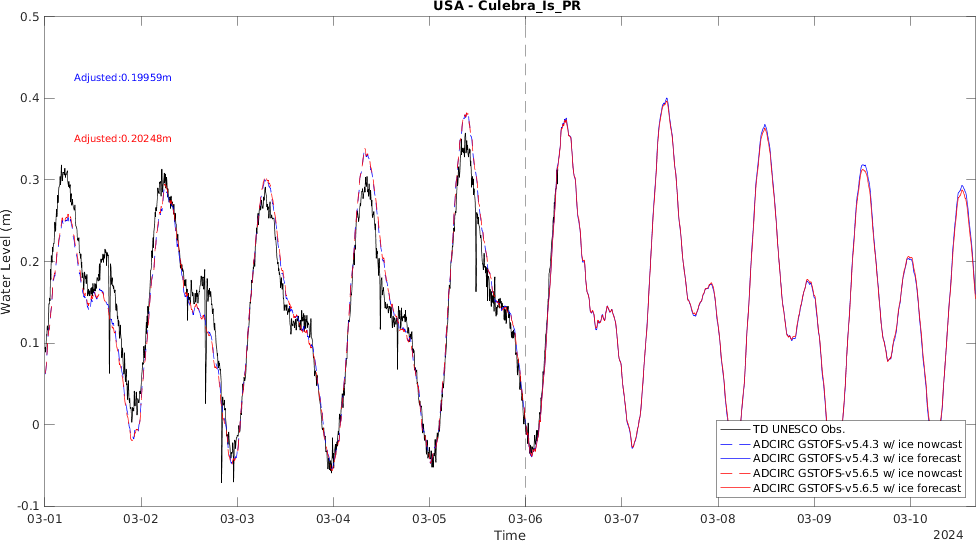 USA - Culebra_Is_PR
0.5
Adjusted:0.19959m
0.4
Adjusted:0.20248m
0.3
0.2
0.1
0
-0.1
Water Level (m)
TD UNESCO Obs.
ADCIRC GSTOFS-v5.4.3 w/ ice nowcast
ADCIRC GSTOFS-v5.4.3 w/ ice forecast
ADCIRC GSTOFS-v5.6.5 w/ ice nowcast
ADCIRC GSTOFS-v5.6.5 w/ ice forecast
03-01 03-02 03-03 03-04 03-05 03-06 03-07 03-08 03-09 03-10
Time
2024